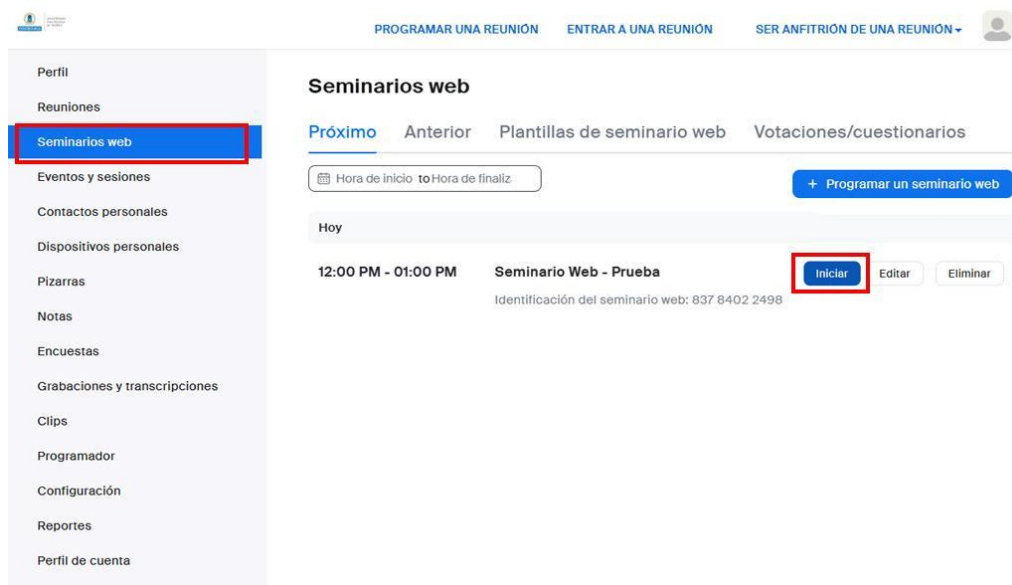 PROGRAMAR UNA REUNIÓN
ENTRAR A UNA REUNIÓN
SER ANFITRIÓN DE UNA REUNIÓN
Perfil
Reuniones
Seminarios web
Eventos y sesiones
Contactos personales
Dispositivos personales
Pizarras
Notas
Encuestas
Grabaciones y transcripciones
Clips
Programador
Configuración
Reportes
Perfil de cuenta
Seminarios web
Próximo Anterior Plantillas de seminario web Votaciones/cuestionarios
Hora de inicio to Hora de finaliz
+ Programar un seminario web
Hoy
12:00 PM - 01:00 PM Seminario Web - Prueba Iniciar Editar Eliminar
Identificación del seminario web: 837 8402 2498